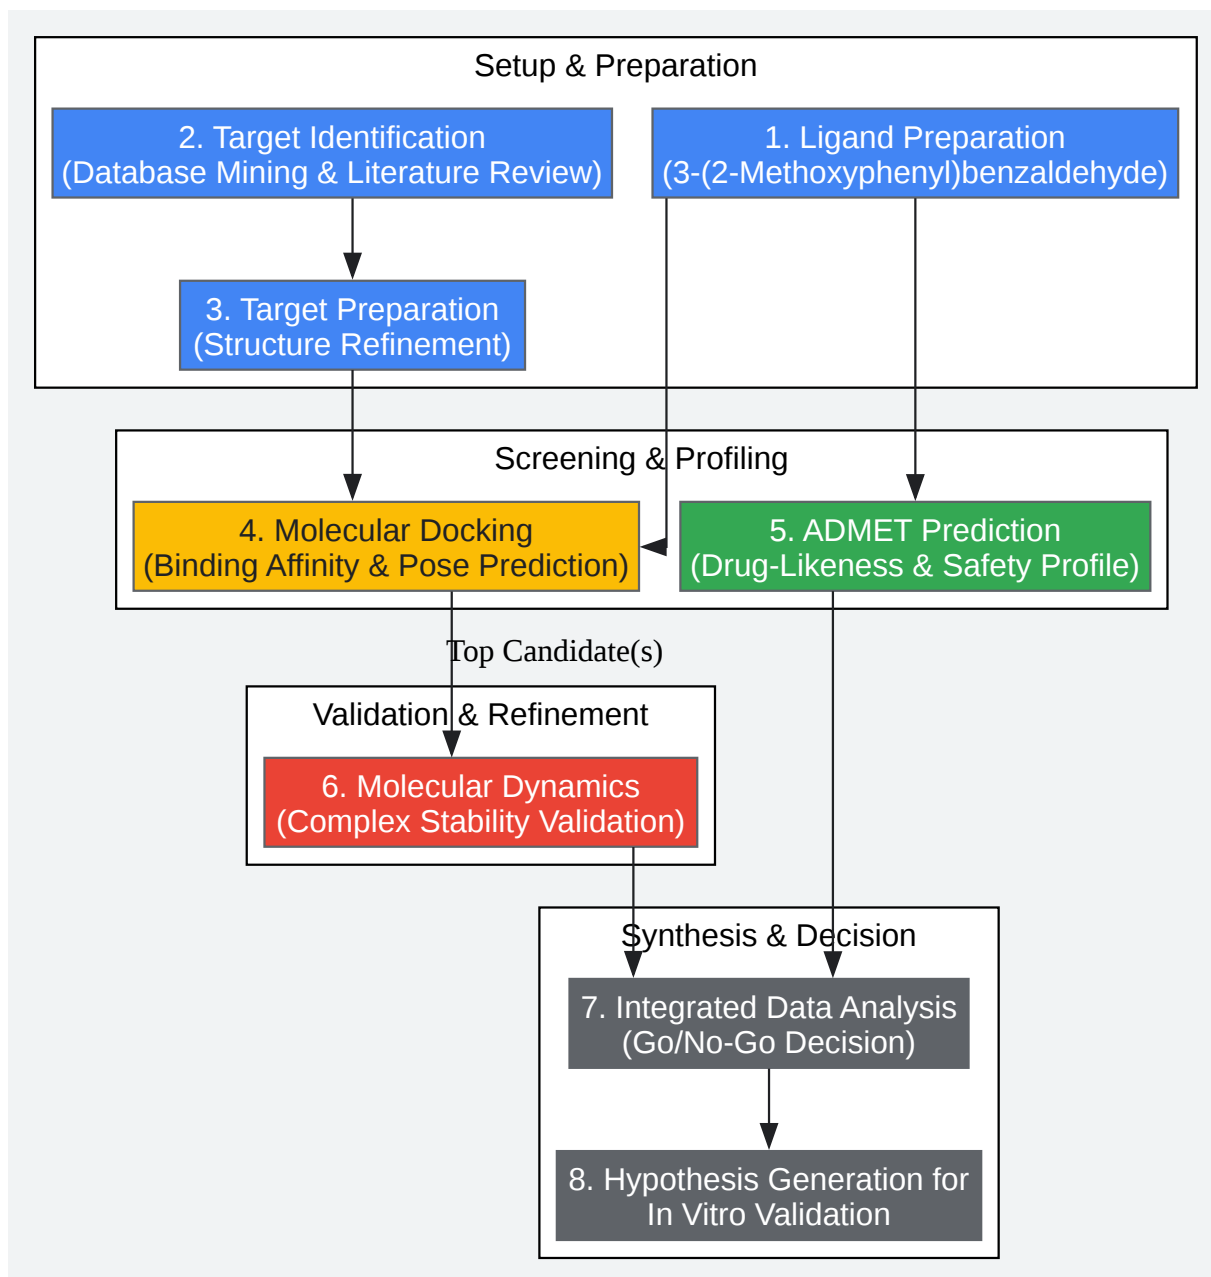 Setup & Preparation
2. Target Identification
(Database Mining & Literature Review)
1. Ligand Preparation
(3-(2-Methoxyphenyl)benzaldehyde)
3. Target Preparation
(Structure Refinement)
Screening & Profiling
4. Molecular Docking
(Binding Affinity & Pose Prediction)
5. ADMET Prediction
(Drug-Likeness & Safety Profile)
Top Candidate(s)
Validation & Refinement
6. Molecular Dynamics
(Complex Stability Validation)
Synthesis & Decision
7. Integrated Data Analysis
(Go/No-Go Decision)
8. Hypothesis Generation for
In Vitro Validation